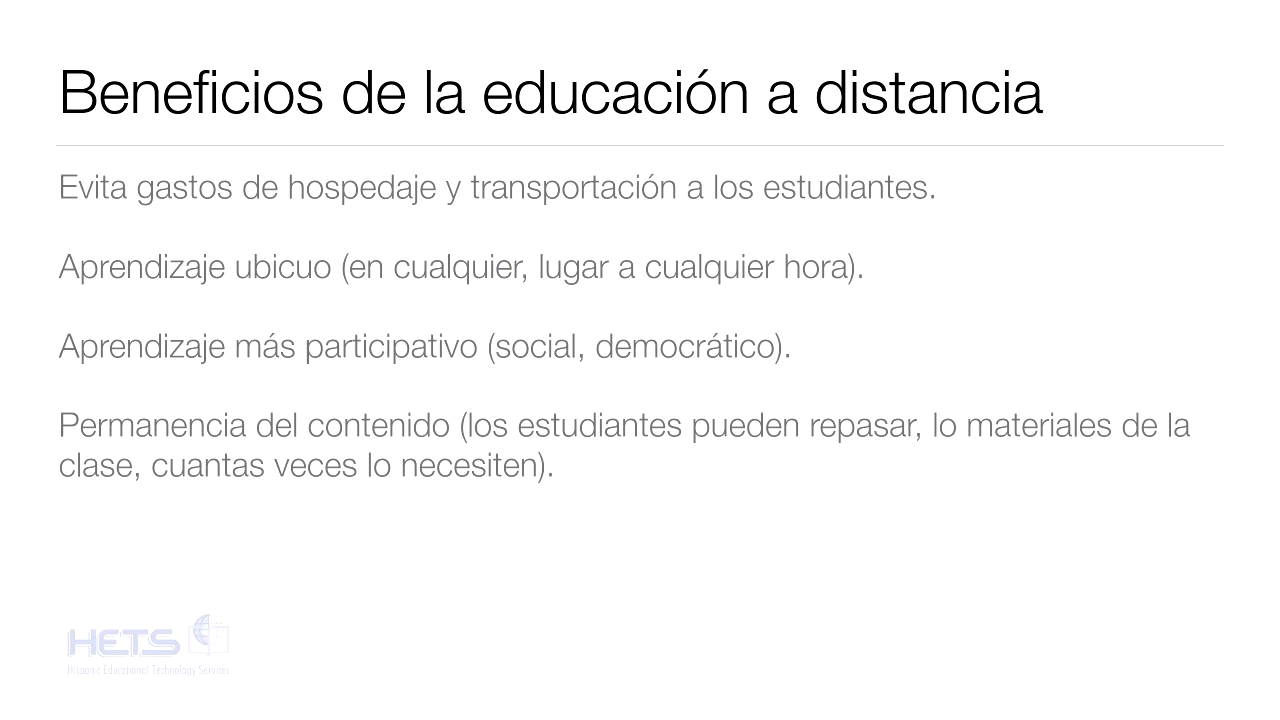 Beneficios de la educación a distancia
Evita gastos de hospedaje y transportación a los estudiantes.
Aprendizaje ubicuo (en cualquier, lugar a cualquier hora).
Aprendizaje más participativo (social, democrático).
Permanencia del contenido (los estudiantes pueden repasar, lo materiales de la
clase, cuantas veces lo necesiten).
HETS
Hispanic Educational Technology Services